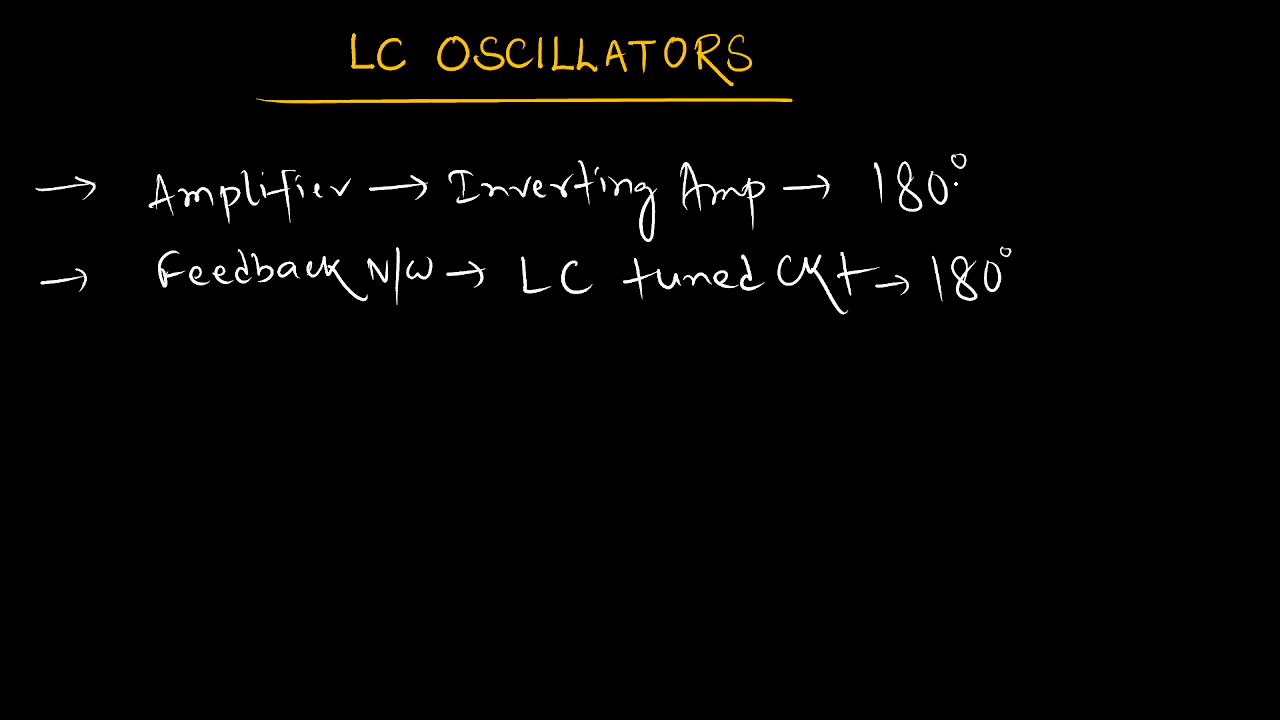 LC OSCILLATORS
→ Amplifier → Inverting Amp → 180°
→ Feedback N/W → LC tuned Ckt → 180°